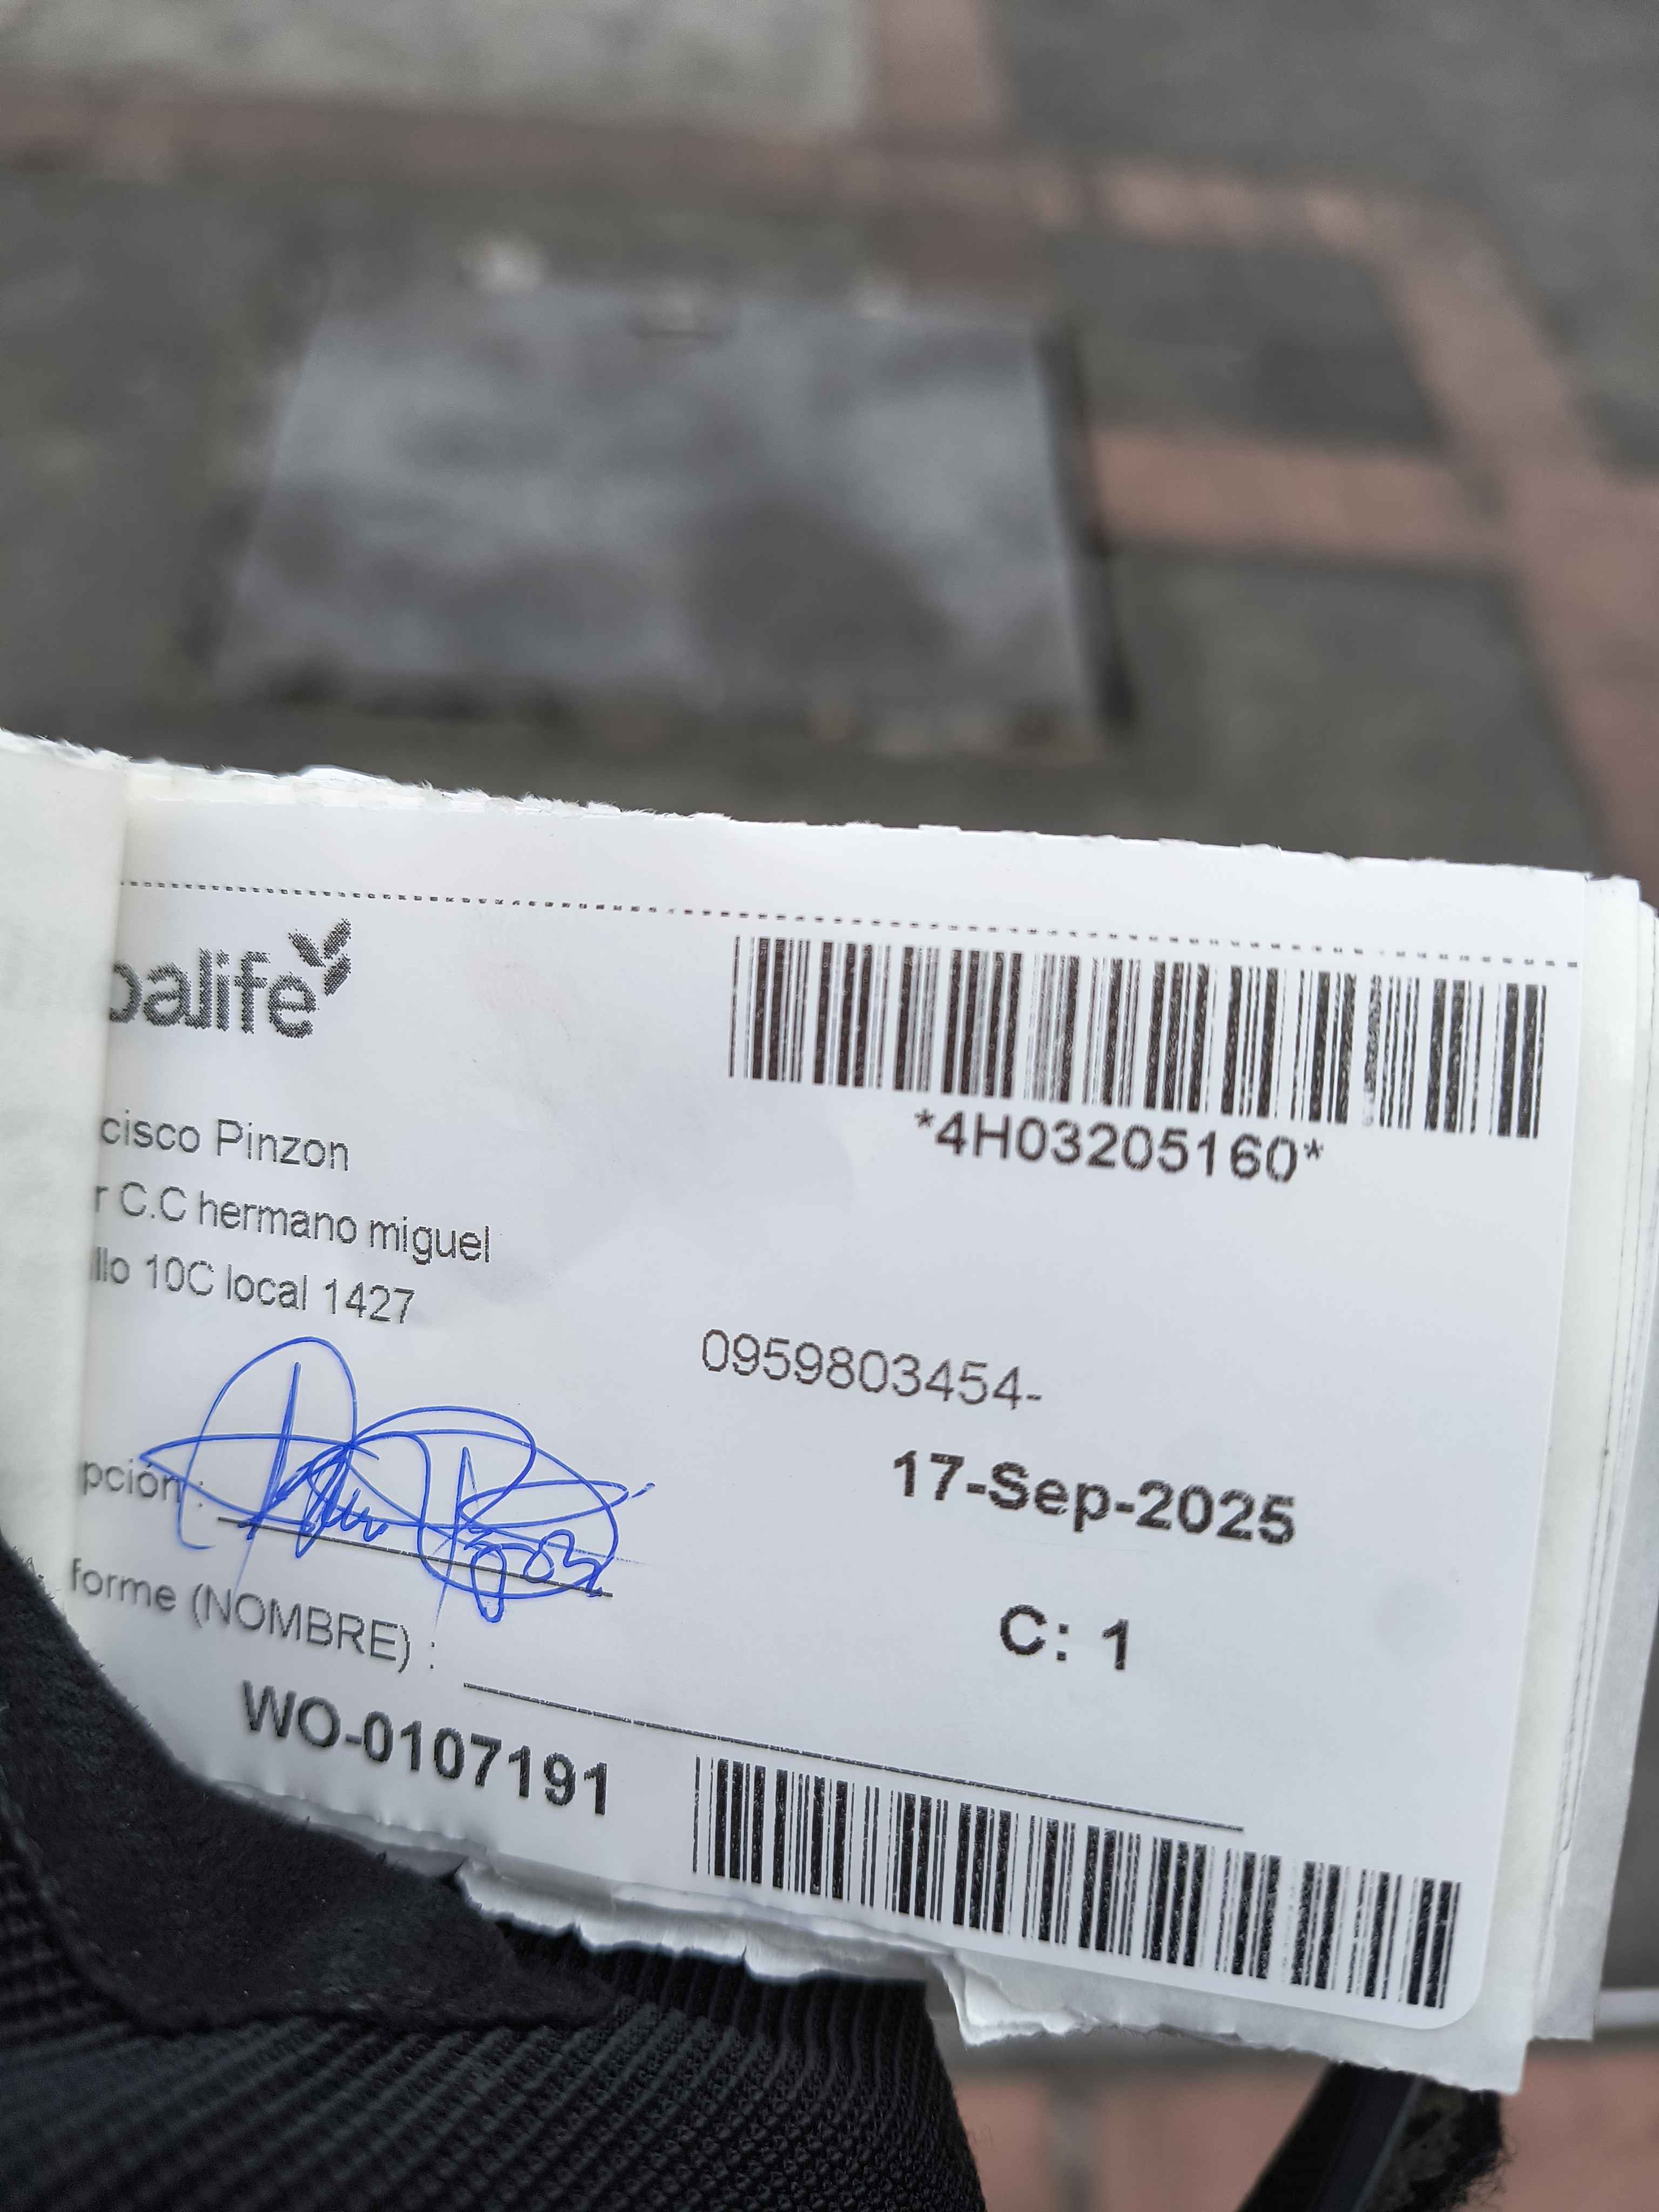 balife
*4H03205160*
cisco Pinzon
r C.C hermano miguel
llo 10C local 1427
0959803454-
17-Sep-2025
pción :
C: 1
forme (NOMBRE) :
WO-0107191